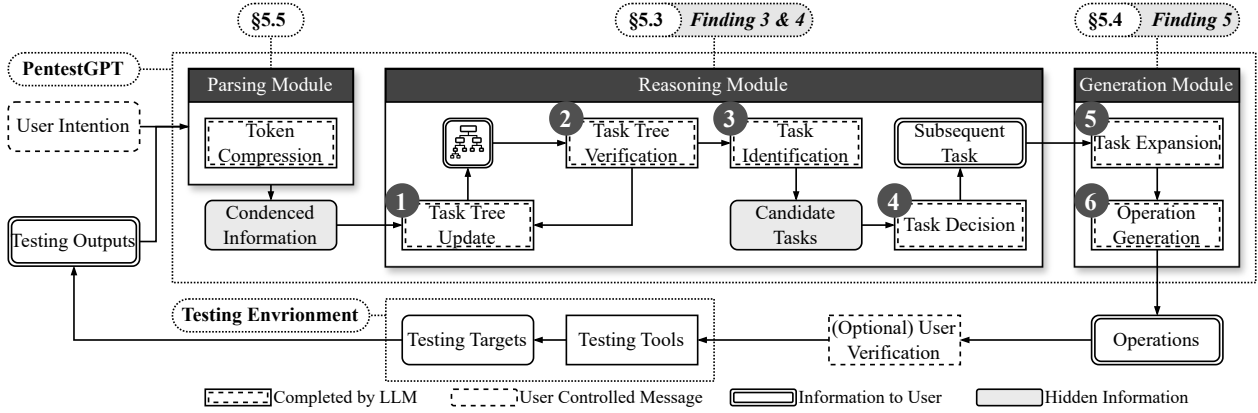 §5.5
§5.3 Finding 3 & 4
§5.4 Finding 5
PentestGPT
Parsing Module
Reasoning Module
Generation Module
User Intention
Token
Compression
2
Task Tree
Verification
3
Task
Identification
Subsequent
Task
5
Task Expansion
Condenced
Information
1
Task Tree
Update
Candidate
Tasks
4
Task Decision
6
Operation
Generation
Testing Outputs
Testing Envrionment
Testing Targets
Testing Tools
(Optional) User
Verification
Operations
Completed by LLM
User Controlled Message
Information to User
Hidden Information